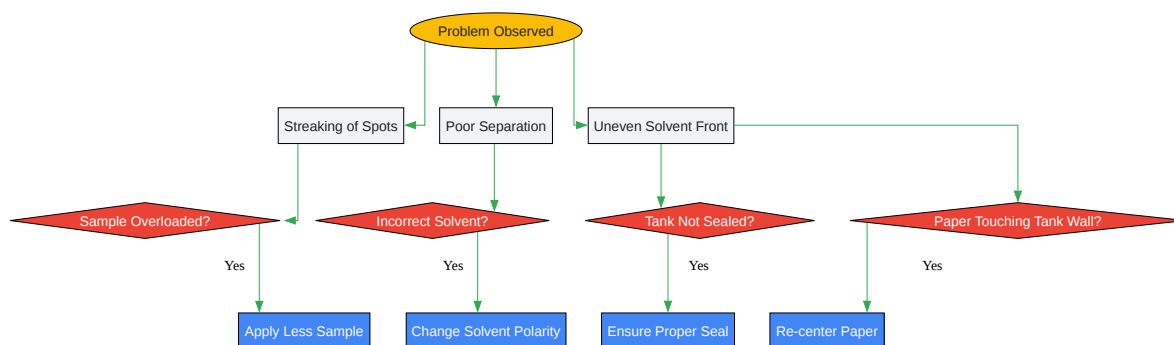 Problem Observed
Streaking of Spots
Poor Separation
Uneven Solvent Front
Sample Overloaded?
Incorrect Solvent?
Tank Not Sealed?
Paper Touching Tank Wall?
Yes
Yes
Yes
Yes
Apply Less Sample
Change Solvent Polarity
Ensure Proper Seal
Re-center Paper